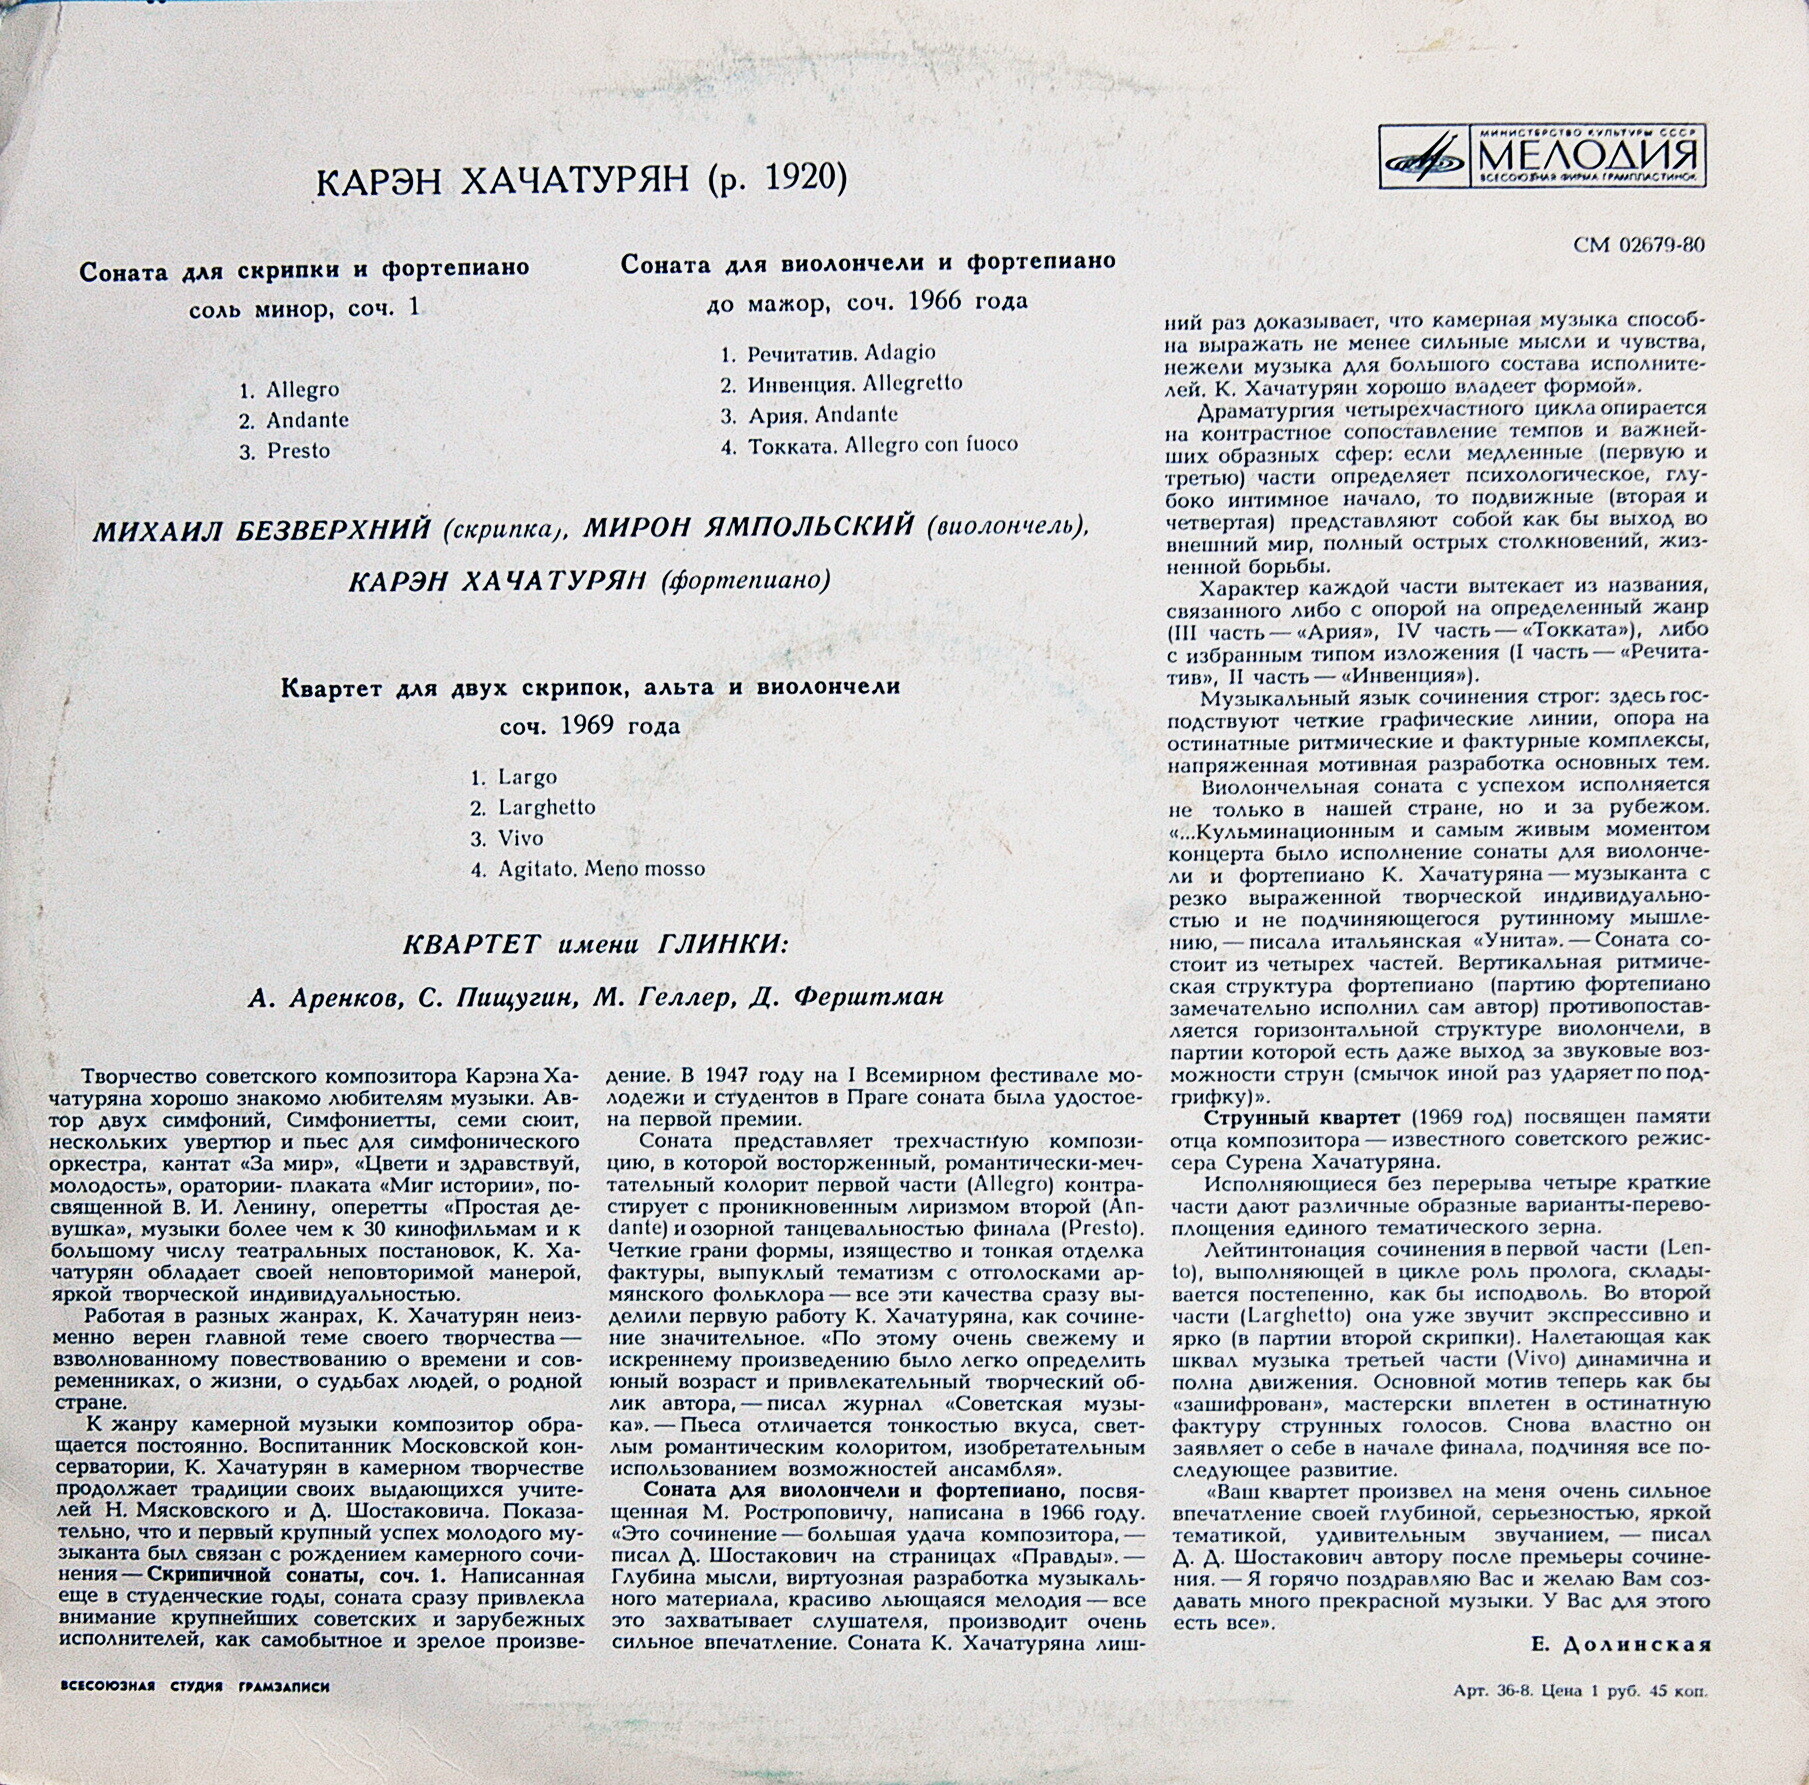 МИНИСТЕРСТВО КУЛЬТУРЫ СССР
МЕЛОДИЯ
ВСЕСОЮЗНАЯ ФИРМА ГРАМПЛАСТИНОК
СМ 02679-80
КАРЭН ХАЧАТУРЯН (р. 1920)
Соната для скрипки и фортепиано
соль минор, соч. 1
1. Allegro
2. Andante
3. Presto
Соната для виолончели и фортепиано
до мажор, соч. 1966 года
1. Речитатив. Adagio
2. Инвенция. Allegretto
3. Ария. Andante
4. Токката. Allegro con fuoco
МИХАИЛ БЕЗВЕРХНИЙ (скрипка), МИРОН ЯМПОЛЬСКИЙ (виолончель),
КАРЭН ХАЧАТУРЯН (фортепиано)
Квартет для двух скрипок, альта и виолончели
соч. 1969 года
1. Largo
2. Larghetto
3. Vivo
4. Agitato. Meno mosso
КВАРТЕТ имени ГЛИНКИ:
А. Аренков, С. Пищугин, М. Геллер, Д. Ферштман
Творчество советского композитора Карэна Ха-
чатуряна хорошо знакомо любителям музыки. Ав-
тор двух симфоний, Симфониетты, семи сюит,
нескольких увертюр и пьес для симфонического
оркестра, кантат «За мир», «Цвети и здравствуй,
молодость», оратории- плаката «Миг истории», по-
священной В. И. Ленину, оперетты «Простая де-
вушка», музыки более чем к 30 кинофильмам и к
большому числу театральных постановок, К. Ха-
чатурян обладает своей неповторимой манерой,
яркой творческой индивидуальностью.
Работая в разных жанрах, К. Хачатурян неиз-
менно верен главной теме своего творчества —
взволнованному повествованию о времени и сов-
ременниках, о жизни, о судьбах людей, о родной
стране.
К жанру камерной музыки композитор обра-
щается постоянно. Воспитанник Московской кон-
серватории, К. Хачатурян в камерном творчестве
продолжает традиции своих выдающихся учите-
лей Н. Мясковского и Д. Шостаковича. Показа-
тельно, что и первый крупный успех молодого му-
зыканта был связан с рождением камерного сочи-
нения — Скрипичной сонаты, соч. 1. Написанная
еще в студенческие годы, соната сразу привлекла
внимание крупнейших советских и зарубежных
исполнителей, как самобытное и зрелое произве-
дение. В 1947 году на I Всемирном фестивале мо-
лодежи и студентов в Праге соната была удостое-
на первой премии.
Соната представляет трехчастную компози-
цию, в которой восторженный, романтически-меч-
тательный колорит первой части (Allegro) контра-
стирует с проникновенным лиризмом второй (An-
dante) и озорной танцевальностью финала (Presto).
Четкие грани формы, изящество и тонкая отделка
фактуры, выпуклый тематизм с отголосками ар-
мянского фольклора — все эти качества сразу вы-
делили первую работу К. Хачатуряна, как сочине-
ние значительное. «По этому очень свежему и
искреннему произведению было легко определить
юный возраст и привлекательный творческий об-
лик автора, — писал журнал «Советская музы-
ка». — Пьеса отличается тонкостью вкуса, свет-
лым романтическим колоритом, изобретательным
использованием возможностей ансамбля».
Соната для виолончели и фортепиано, посвя-
щенная М. Ростроповичу, написана в 1966 году.
«Это сочинение — большая удача композитора, —
писал Д. Шостакович на страницах «Правды». —
Глубина мысли, виртуозная разработка музыкаль-
ного материала, красиво льющаяся мелодия — все
это захватывает слушателя, производит очень
сильное впечатление. Соната К. Хачатуряна лиш-
ний раз доказывает, что камерная музыка способ-
на выражать не менее сильные мысли и чувства,
нежели музыка для большого состава исполните-
лей. К. Хачатурян хорошо владеет формой».
Драматургия четырехчастного цикла опирается
на контрастное сопоставление темпов и важней-
ших образных сфер: если медленные (первую и
третью) части определяет психологическое, глу-
боко интимное начало, то подвижные (вторая и
четвертая) представляют собой как бы выход во
внешний мир, полный острых столкновений, жиз-
ненной борьбы.
Характер каждой части вытекает из названия,
связанного либо с опорой на определенный жанр
(III часть — «Ария», IV часть — «Токката»), либо
с избранным типом изложения (I часть — «Речита-
тив», II часть — «Инвенция»).
Музыкальный язык сочинения строг: здесь гос-
подствуют четкие графические линии, опора на
остинатные ритмические и фактурные комплексы,
напряженная мотивная разработка основных тем.
Виолончельная соната с успехом исполняется
не только в нашей стране, но и за рубежом.
«...Кульминационным и самым живым моментом
концерта было исполнение сонаты для виолонче-
ли и фортепиано К. Хачатуряна — музыканта с
резко выраженной творческой индивидуально-
стью и не подчиняющегося рутинному мышле-
нию, — писала итальянская «Унита». — Соната со-
стоит из четырех частей. Вертикальная ритмиче-
ская структура фортепиано (партию фортепиано
замечательно исполнил сам автор) противопостав-
ляется горизонтальной структуре виолончели, в
партии которой есть даже выход за звуковые воз-
можности струн (смычок иной раз ударяет по под-
грифку)».
Струнный квартет (1969 год) посвящен памяти
отца композитора — известного советского режис-
сера Сурена Хачатуряна.
Исполняющиеся без перерыва четыре краткие
части дают различные образные варианты-перево-
площения единого тематического зерна.
Лейтинтонация сочинения в первой части (Len-
to), выполняющей в цикле роль пролога, склады-
вается постепенно, как бы исподволь. Во второй
части (Larghetto) она уже звучит экспрессивно и
ярко (в партии второй скрипки). Налетающая как
шквал музыка третьей части (Vivo) динамична и
полна движения. Основной мотив теперь как бы
«зашифрован», мастерски вплетен в остинатную
фактуру струнных голосов. Снова властно он
заявляет о себе в начале финала, подчиняя все по-
следующее развитие.
«Ваш квартет произвел на меня очень сильное
впечатление своей глубиной, серьезностью, яркой
тематикой, удивительным звучанием, — писал
Д. Д. Шостакович автору после премьеры сочине-
ния. — Я горячо поздравляю Вас и желаю Вам соз-
давать много прекрасной музыки. У Вас для этого
есть все».
Е. Долинская
ВСЕСОЮЗНАЯ СТУДИЯ ГРАМЗАПИСИ
Арт. 36-8. Цена 1 руб. 45 коп.